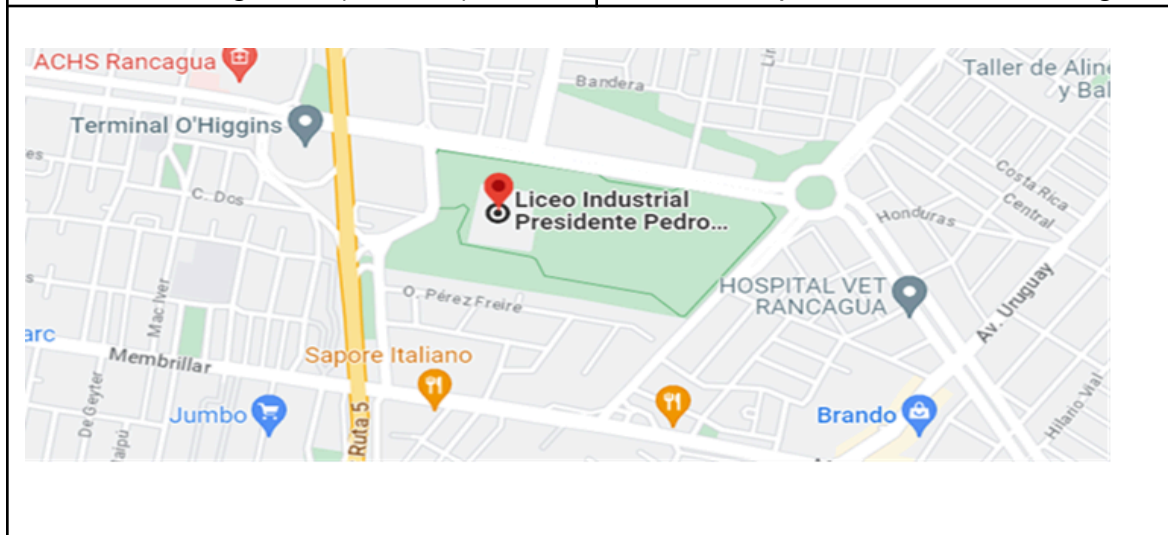 ACHS Rancagua
Bandera
Taller de Aline
y Bal
Terminal O'Higgins
C. Dos
Liceo Industrial
Presidente Pedro...
Costa Rica
Central
Honduras
HOSPITAL VET
RANCAGUA
Av. Uruguay
O. Pérez Freire
Mac Iver
arc
Membrillar
Sapore Italiano
De Geyter
Jumbo
Ruta 5
Brando
Hilario Vial
aipú